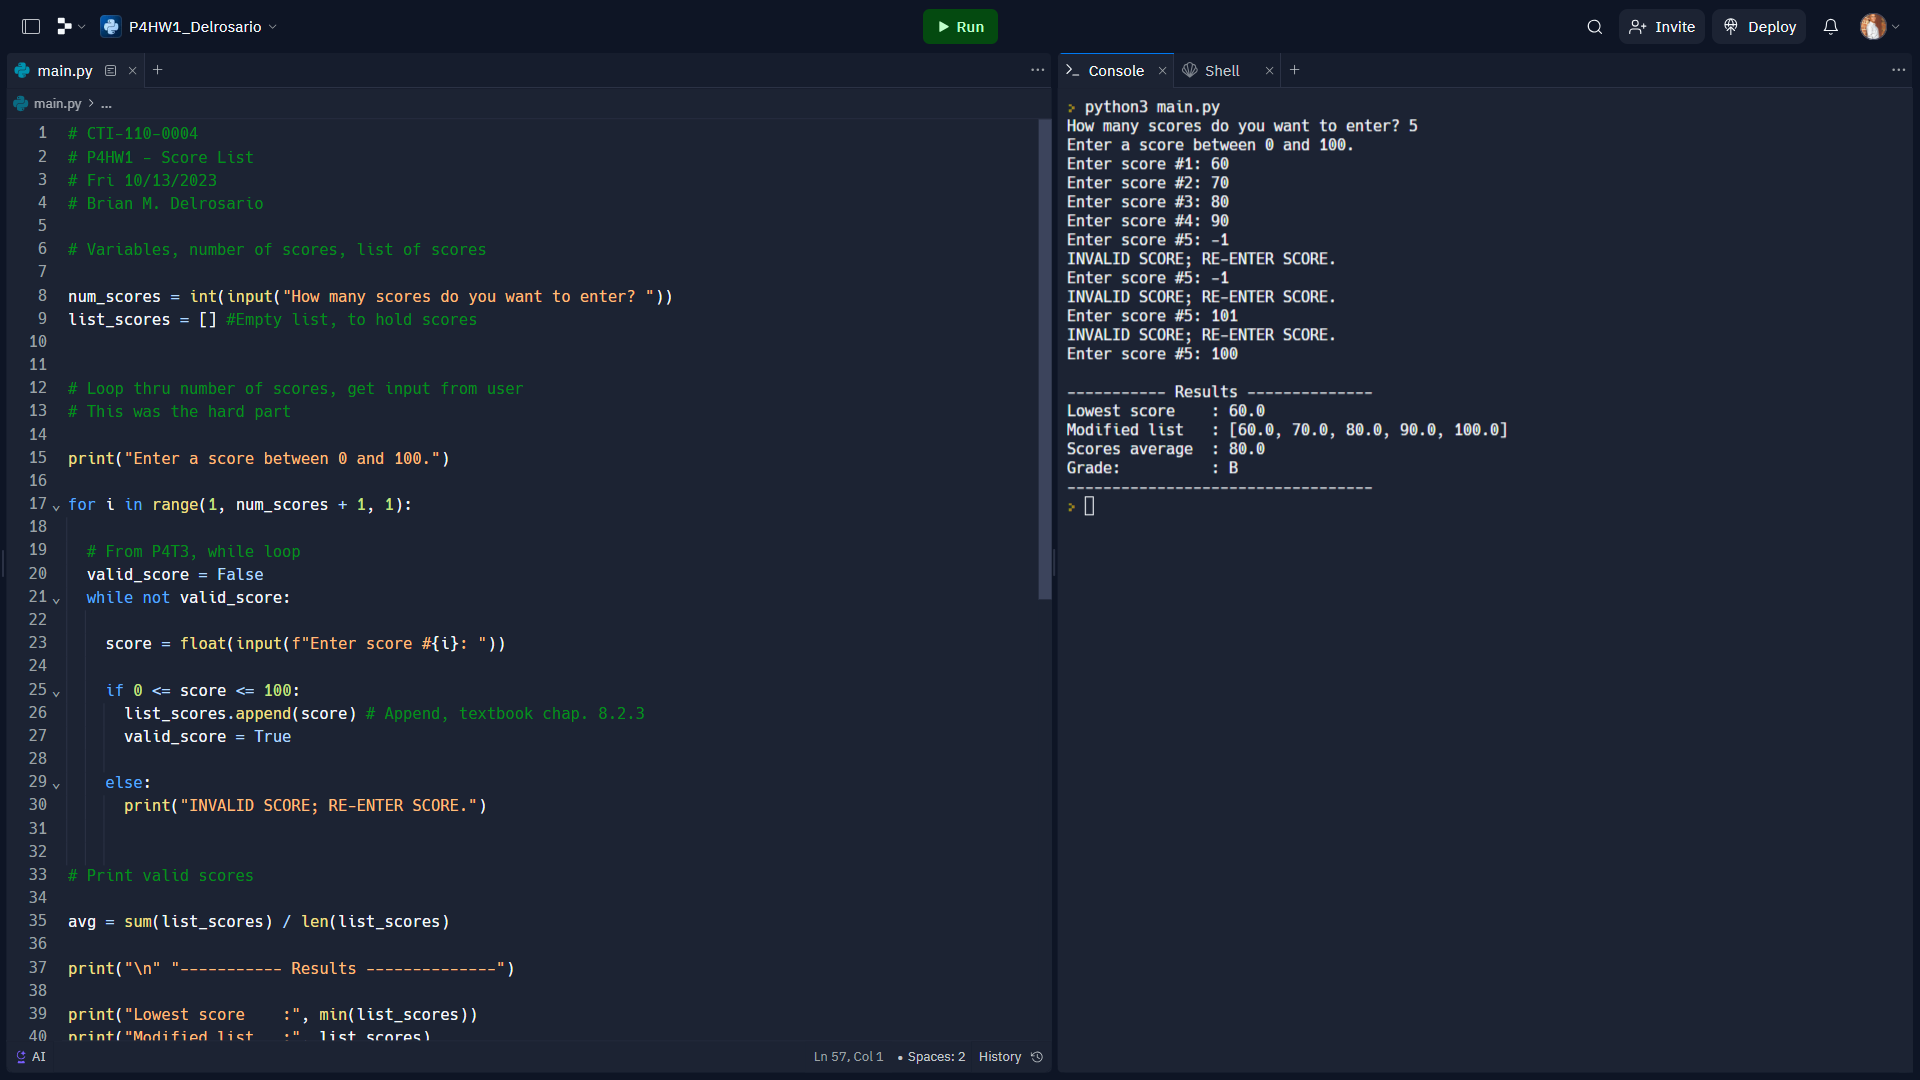 P4HW1_Delrosario
Run
Invite
Deploy
main.py
main.py > ...
1 # CTI-110-0004
2 # P4HW1 - Score List
3 # Fri 10/13/2023
4 # Brian M. Delrosario
5
6 # Variables, number of scores, list of scores
7
8 num_scores = int(input("How many scores do you want to enter? "))
9 list_scores = [] #Empty list, to hold scores
10
11
12 # Loop thru number of scores, get input from user
13 # This was the hard part
14
15 print("Enter a score between 0 and 100.")
16
17 for i in range(1, num_scores + 1, 1):
18
19 # From P4T3, while loop
20 valid_score = False
21 while not valid_score:
22
23 score = float(input(f"Enter score #{i}: "))
24
25 if 0 <= score <= 100:
26 list_scores.append(score) # Append, textbook chap. 8.2.3
27 valid_score = True
28
29 else:
30 print("INVALID SCORE; RE-ENTER SCORE.")
31
32
33 # Print valid scores
34
35 avg = sum(list_scores) / len(list_scores)
36
37 print("\n" "----------- Results --------------")
38
39 print("Lowest score    :", min(list_scores))
40 print("Modified list   :", list_scores)
AI
Ln 57, Col 1
Spaces: 2
History
Console
Shell
> python3 main.py
How many scores do you want to enter? 5
Enter a score between 0 and 100.
Enter score #1: 60
Enter score #2: 70
Enter score #3: 80
Enter score #4: 90
Enter score #5: -1
INVALID SCORE; RE-ENTER SCORE.
Enter score #5: -1
INVALID SCORE; RE-ENTER SCORE.
Enter score #5: 101
INVALID SCORE; RE-ENTER SCORE.
Enter score #5: 100
----------- Results --------------
Lowest score    : 60.0
Modified list   : [60.0, 70.0, 80.0, 90.0, 100.0]
Scores average  : 80.0
Grade:          : B
----------------------------------
>